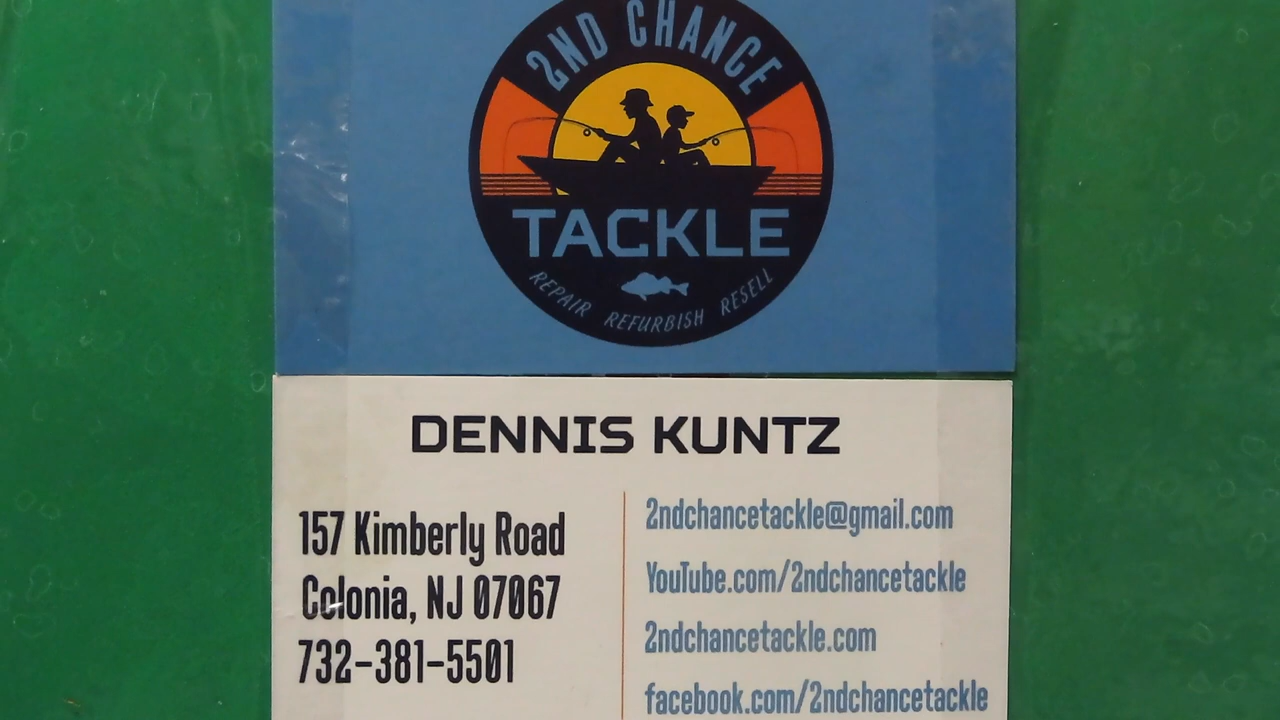 2ND CHANCE
TACKLE
REPAIR REFURBISH RESELL
DENNIS KUNTZ
157 Kimberly Road
Colonia, NJ 07067
732-381-5501
2ndchancetackle@gmail.com
YouTube.com/2ndchancetackle
2ndchancetackle.com
facebook.com/2ndchancetackle